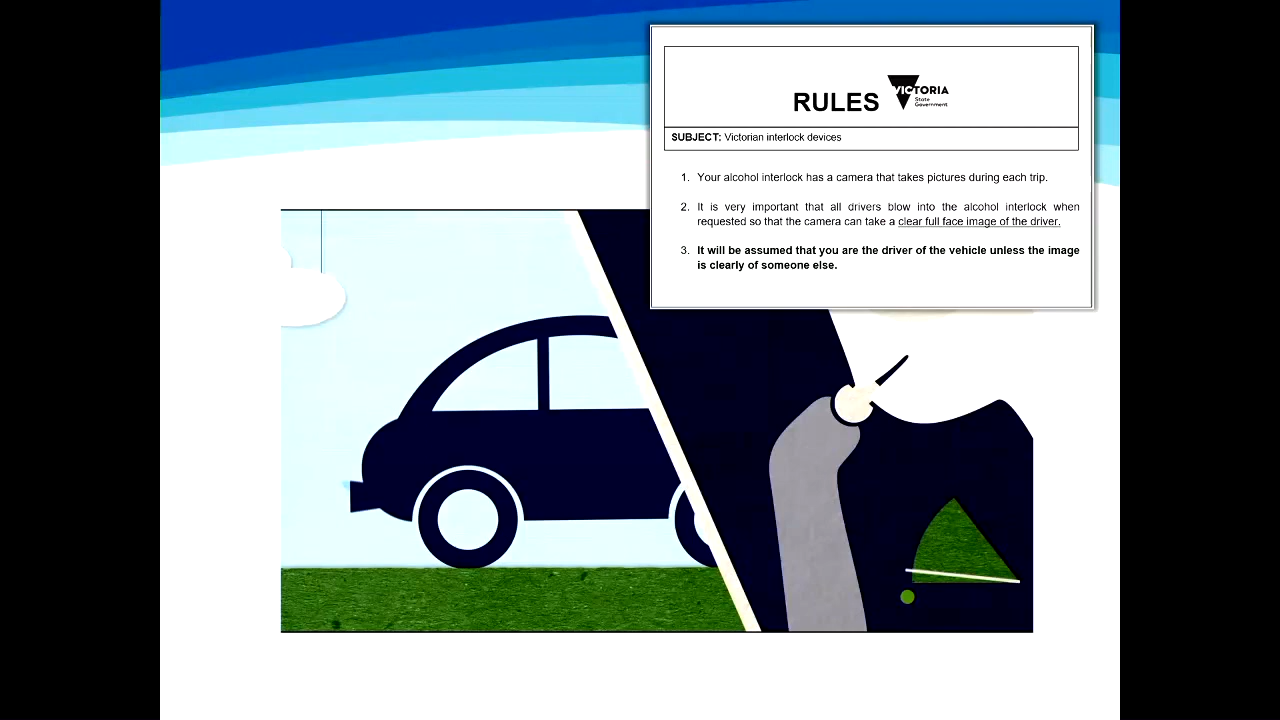 RULES
VICTORIA
State
Government
SUBJECT: Victorian interlock devices
1. Your alcohol interlock has a camera that takes pictures during each trip.
2. It is very important that all drivers blow into the alcohol interlock when
requested so that the camera can take a clear full face image of the driver.
3. It will be assumed that you are the driver of the vehicle unless the image
is clearly of someone else.